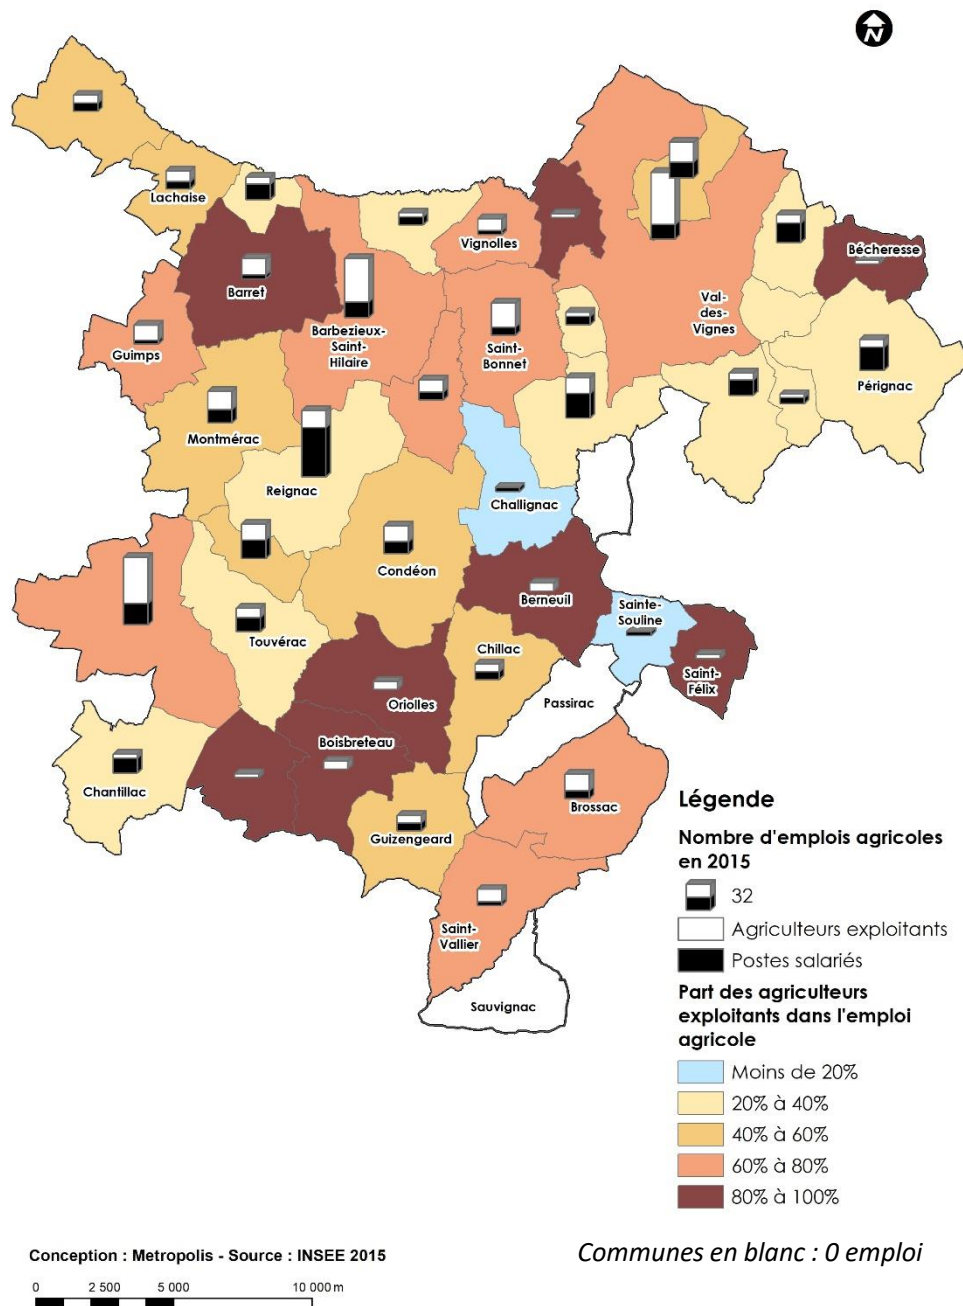 N
Lachaise
Vignolles
Bécheresse
Barret
Val-
des-
Vignes
Barbezieux-
Saint-
Hilaire
Saint-
Bonnet
Guimps
Pérignac
Montmérac
Reignac
Challignac
Condéon
Berneuil
Sainte-
Souline
Touvérac
Chillac
Saint-
Félix
Oriolles
Passirac
Boisbreteau
Chantillac
Brossac
Guizengeard
Saint-
Vallier
Sauvignac
Légende
Nombre d'emplois agricoles
en 2015
32
Agriculteurs exploitants
Postes salariés
Part des agriculteurs
exploitants dans l'emploi
agricole
Moins de 20%
20% à 40%
40% à 60%
60% à 80%
80% à 100%
Conception : Metropolis - Source : INSEE 2015
Communes en blanc : 0 emploi
0 2 500 5 000 10 000 m